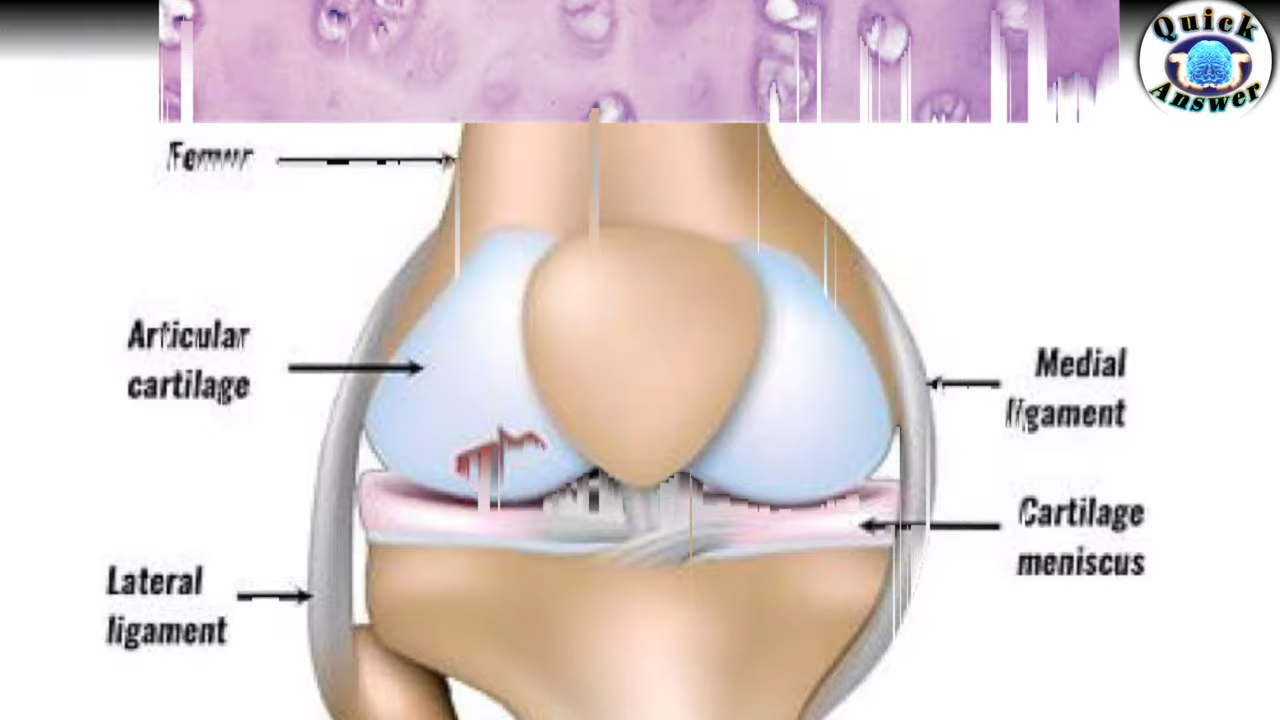 Quick
Answer
Femur
Articular
cartilage
Medial
ligament
Cartilage
meniscus
Lateral
ligament